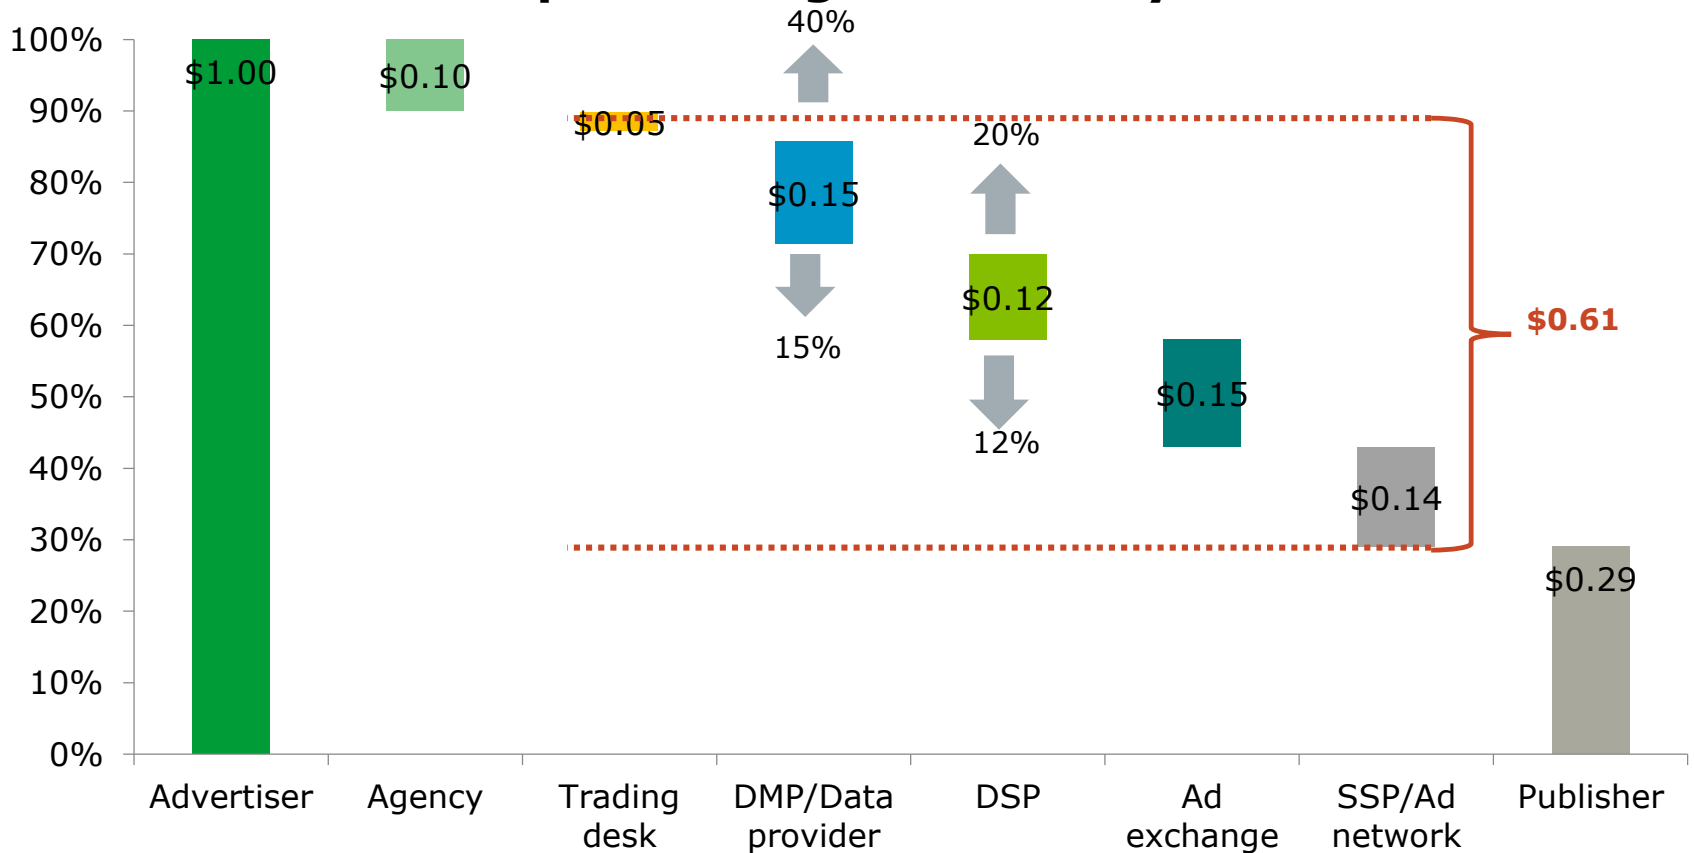 40%
100%
$1.00
$0.10
90%
$0.05
20%
80%
$0.15
70%
$0.12
$0.61
60%
15%
50%
$0.15
12%
40%
$0.14
30%
$0.29
20%
10%
0%
Advertiser
Agency
Trading
desk
DMP/Data
provider
DSP
Ad
exchange
SSP/Ad
network
Publisher